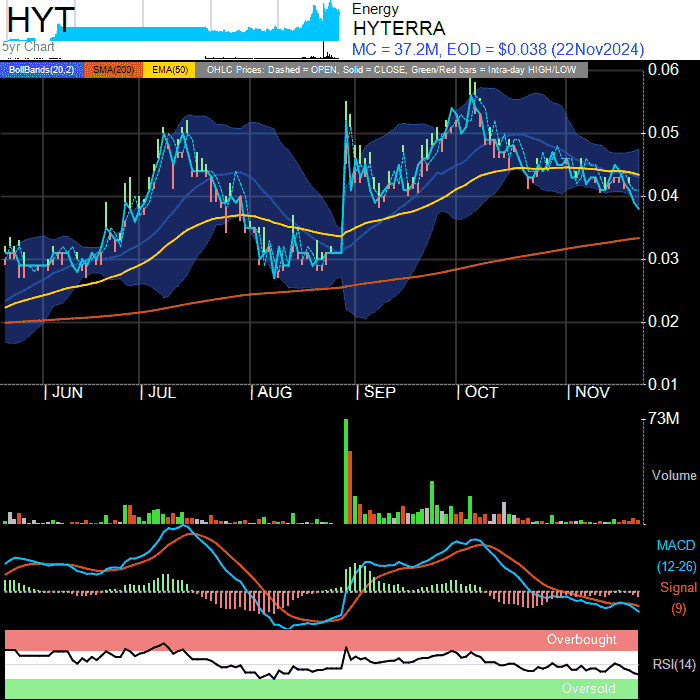 HYT
5yr Chart
Energy
HYTERRA
MC = 37.2M, EOD = $0.038 (22Nov2024)
BollBands(20,2) SMA(200) EMA(50) OHLC Prices: Dashed = OPEN, Solid = CLOSE, Green/Red bars = Intra-day HIGH/LOW
0.06
0.05
0.04
0.03
0.02
0.01
| JUN | JUL | AUG | SEP | OCT | NOV
73M
Volume
MACD
(12-26)
Signal
(9)
Overbought
RSI(14)
Oversold